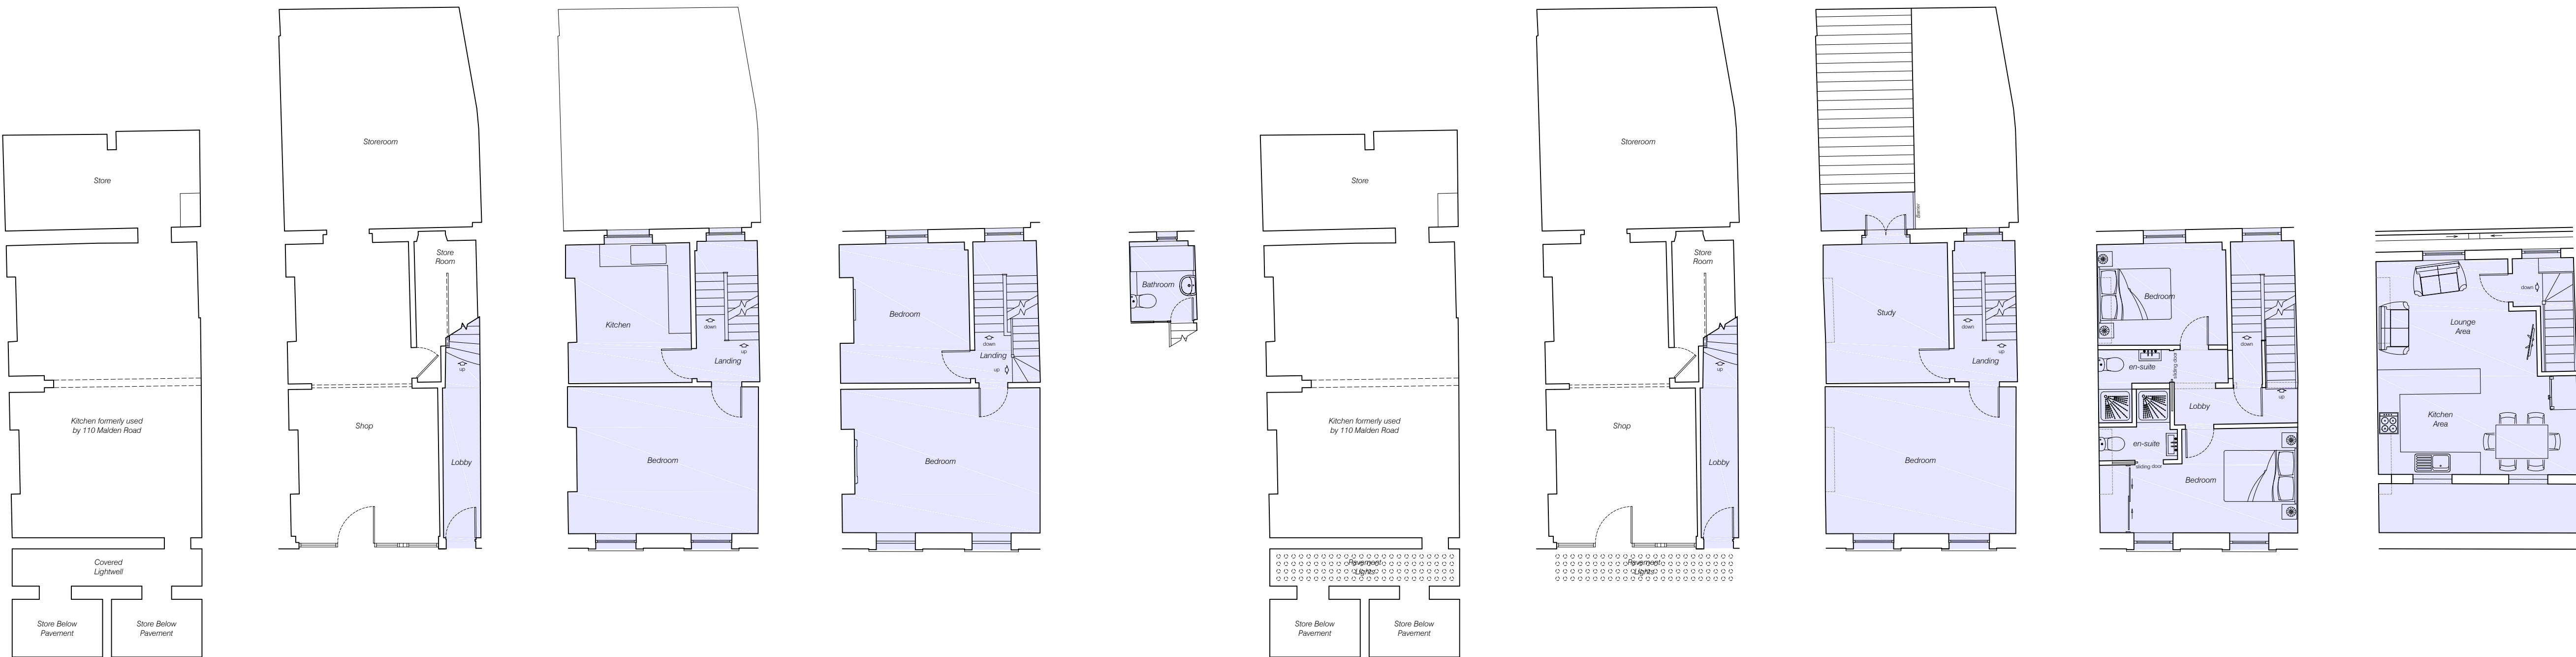 Store
Kitchen formerly used
by 110 Malden Road
Covered
Lightwell
Store Below
Pavement
Store Below
Pavement
Storeroom
Store
Room
up
Shop
Lobby
Kitchen
down
up
Landing
Bedroom
Bedroom
down
Landing
up
Bedroom
Bathroom
Store
Kitchen formerly used
by 110 Malden Road
Pavement
Lights
Store Below
Pavement
Store Below
Pavement
Storeroom
Store
Room
up
Shop
Lobby
Pavement
Lights
Barrier
Study
down
up
Landing
Bedroom
Bedroom
down
sliding door
en-suite
up
Lobby
en-suite
sliding door
Bedroom
down
Lounge
Area
Kitchen
Area